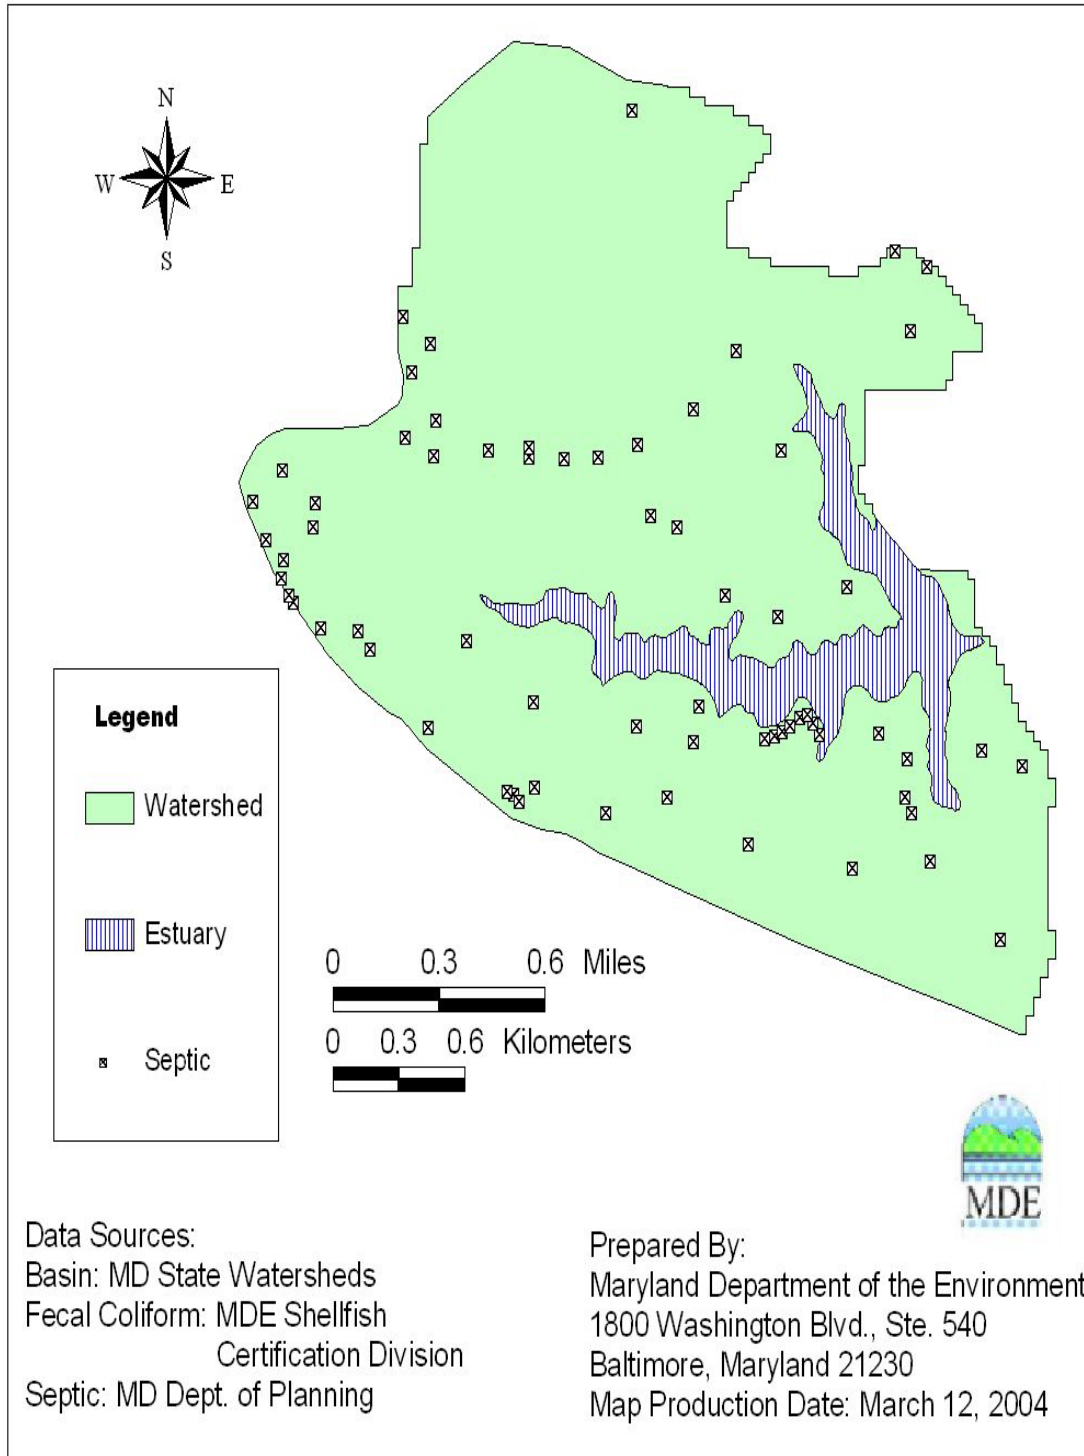 N
W E
S
Legend
Watershed
Estuary
Septic
0 0.3 0.6 Miles
0 0.3 0.6 Kilometers
MDE
Data Sources:
Basin: MD State Watersheds
Fecal Coliform: MDE Shellfish
Certification Division
Septic: MD Dept. of Planning
Prepared By:
Maryland Department of the Environment
1800 Washington Blvd., Ste. 540
Baltimore, Maryland 21230
Map Production Date: March 12, 2004